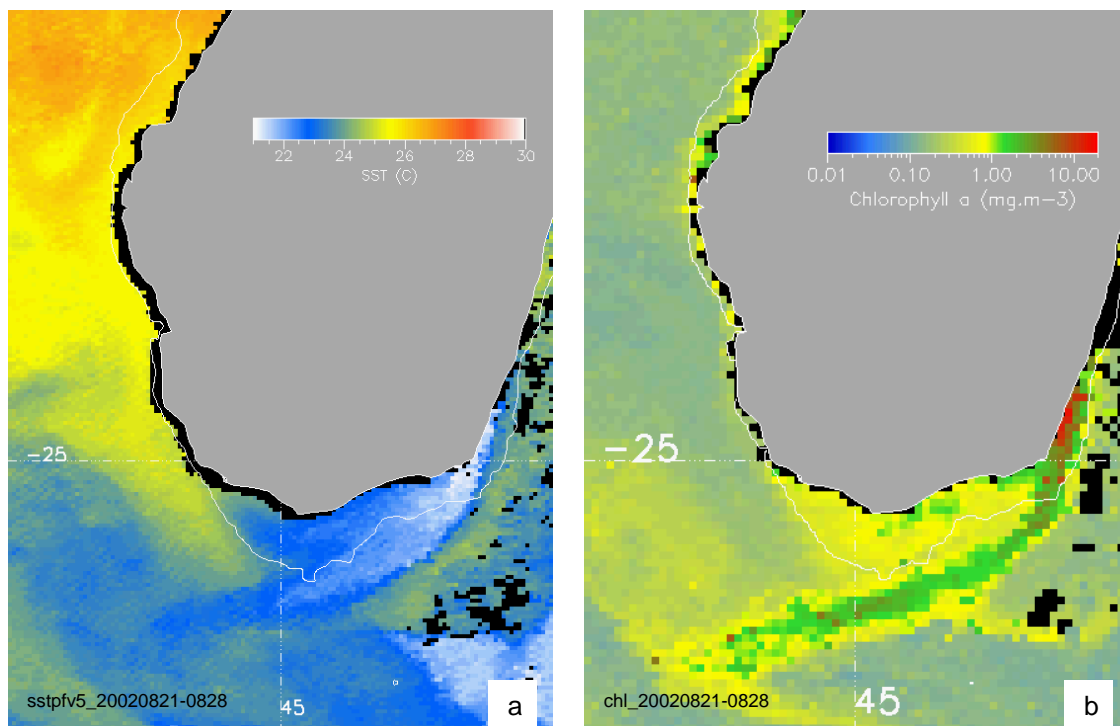 22 24 26 28 30
SST (C)
-25
45
sstpfv5_20020821-0828
a
0.01 0.10 1.00 10.00
Chlorophyll a (mg.m-3)
-25
45
chl_20020821-0828
b